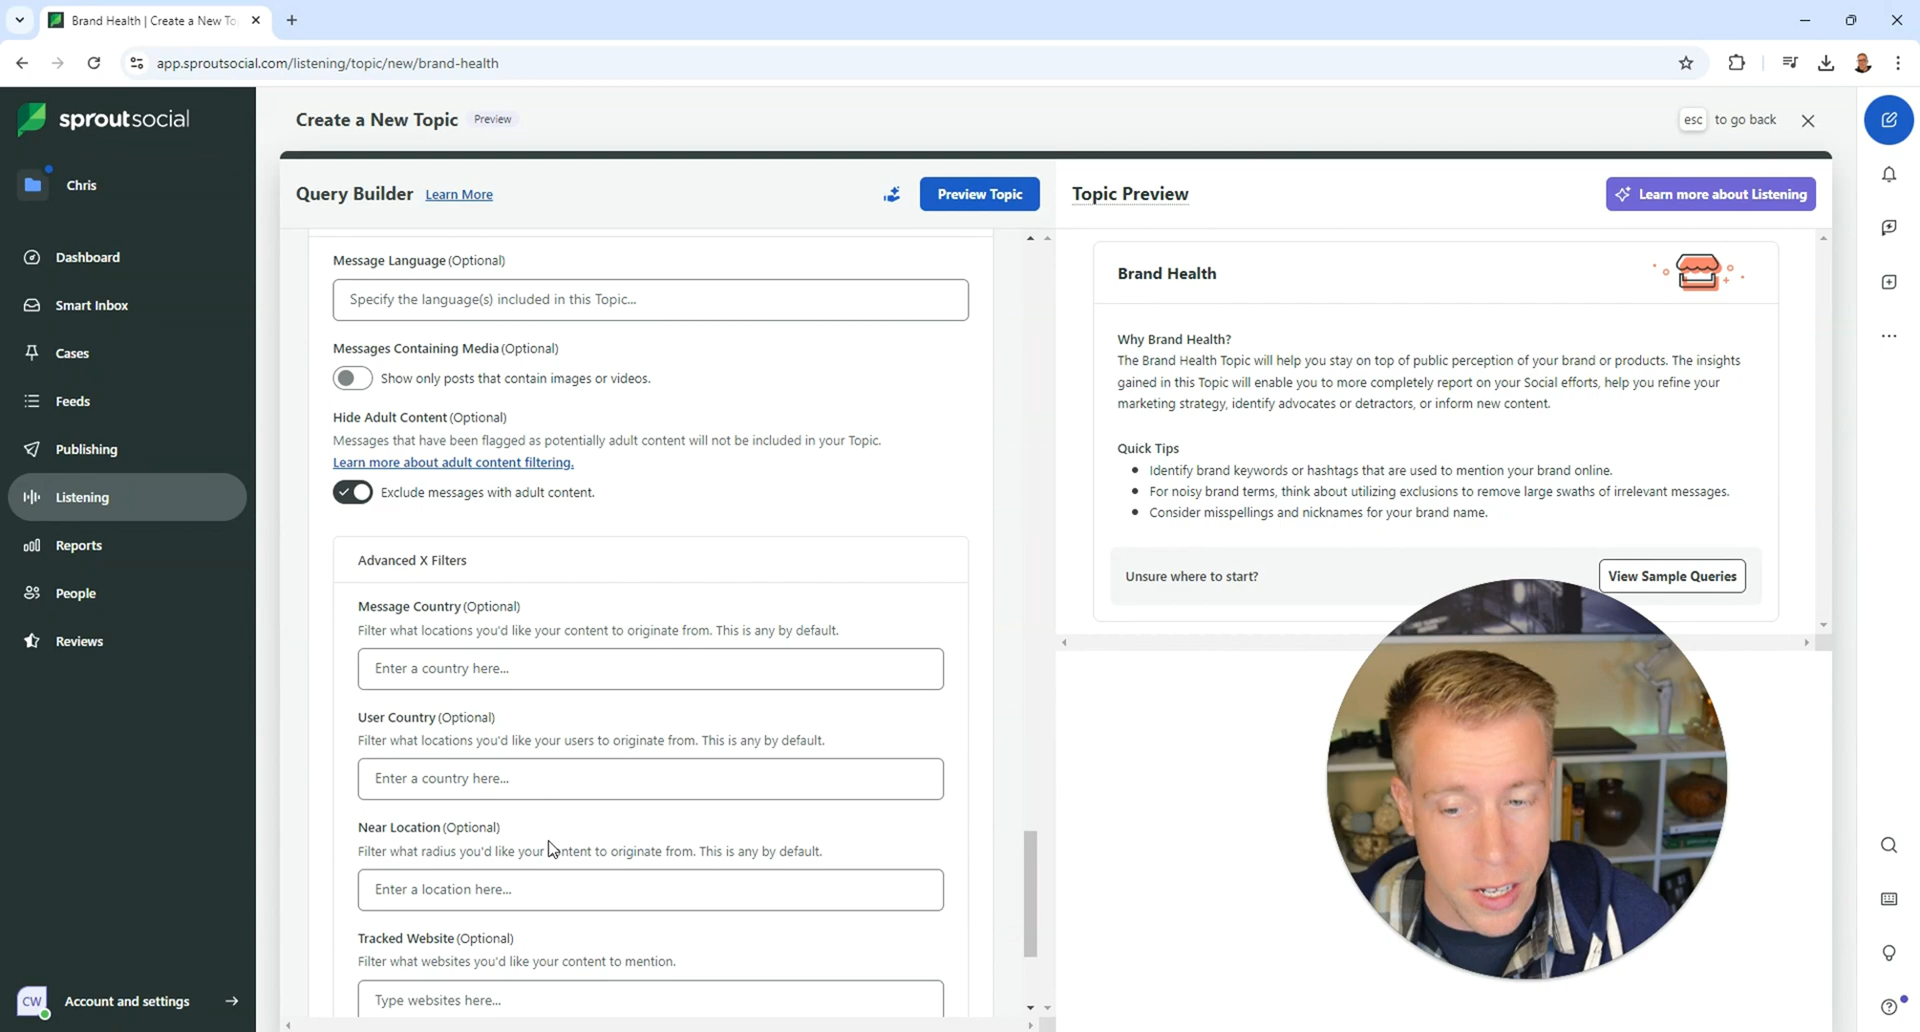 Brand Health | Create a New To
app.sproutsocial.com/listening/topic/new/brand-health
sproutsocial
Chris
Dashboard
Smart Inbox
Cases
Feeds
Publishing
Listening
Reports
People
Reviews
CW
Account and settings
Create a New Topic
Preview
esc
to go back
Query Builder
Learn More
Preview Topic
Message Language (Optional)
Specify the language(s) included in this Topic...
Messages Containing Media (Optional)
Show only posts that contain images or videos.
Hide Adult Content (Optional)
Messages that have been flagged as potentially adult content will not be included in your Topic.
Learn more about adult content filtering.
Exclude messages with adult content.
Advanced X Filters
Message Country (Optional)
Filter what locations you'd like your content to originate from. This is any by default.
Enter a country here...
User Country (Optional)
Filter what locations you'd like your users to originate from. This is any by default.
Enter a country here...
Near Location (Optional)
Filter what radius you'd like your content to originate from. This is any by default.
Enter a location here...
Tracked Website (Optional)
Filter what websites you'd like your content to mention.
Type websites here...
Topic Preview
Learn more about Listening
Brand Health
Why Brand Health?
The Brand Health Topic will help you stay on top of public perception of your brand or products. The insights
gained in this Topic will enable you to more completely report on your Social efforts, help you refine your
marketing strategy, identify advocates or detractors, or inform new content.
Quick Tips
Identify brand keywords or hashtags that are used to mention your brand online.
For noisy brand terms, think about utilizing exclusions to remove large swaths of irrelevant messages.
Consider misspellings and nicknames for your brand name.
Unsure where to start?
View Sample Queries